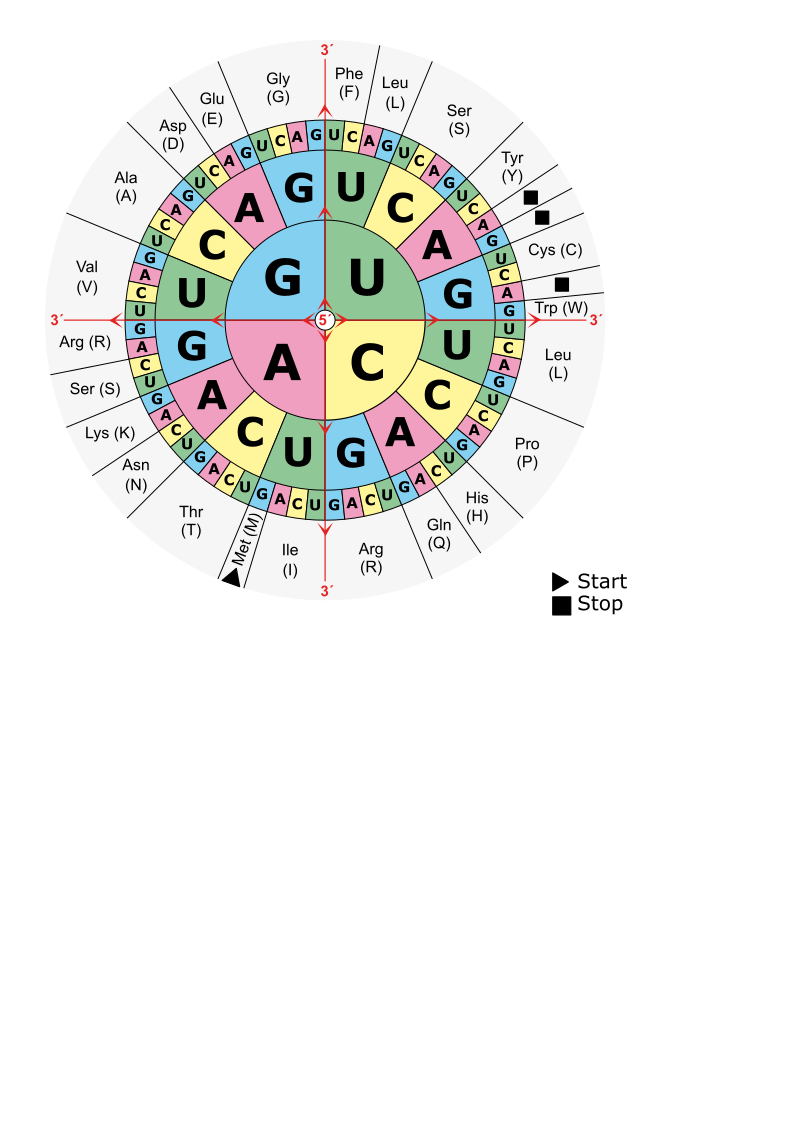 3´
Phe
(F)
Leu
(L)
Ser
(S)
Tyr
(Y)
Cys (C)
Trp (W)
3´
Leu
(L)
Pro
(P)
His
(H)
Gln
(Q)
Arg
(R)
3´
Ile
(I)
Met (M)
Thr
(T)
Asn
(N)
Lys (K)
Ser (S)
Arg (R)
3´
Val
(V)
Ala
(A)
Asp
(D)
Glu
(E)
Gly
(G)
U C A G U C A G U C A G U C A G
U C A G U C A G U C A G U C A G
G A C U G A C U G A C U G A C U
G A C U G A C U G A C U G A C U
U C A G
U C A G
G A C U
G A C U
G U
A C
5´
Start
Stop